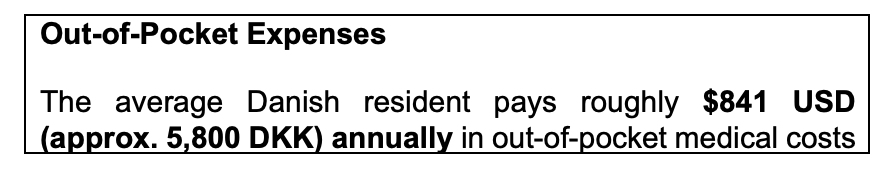 Out-of-Pocket Expenses
The average Danish resident pays roughly $841 USD
(approx. 5,800 DKK) annually in out-of-pocket medical costs